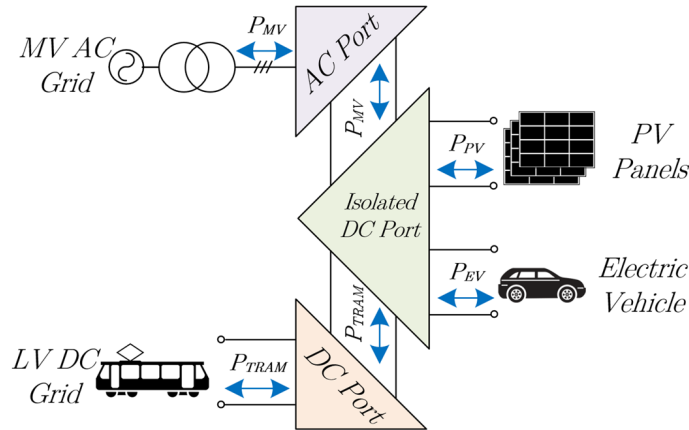 MV AC
Grid
P_MV
AC Port
P_MV
P_PV
PV
Panels
Isolated
DC Port
P_EV
Electric
Vehicle
P_TRAM
LV DC
Grid
P_TRAM
DC Port